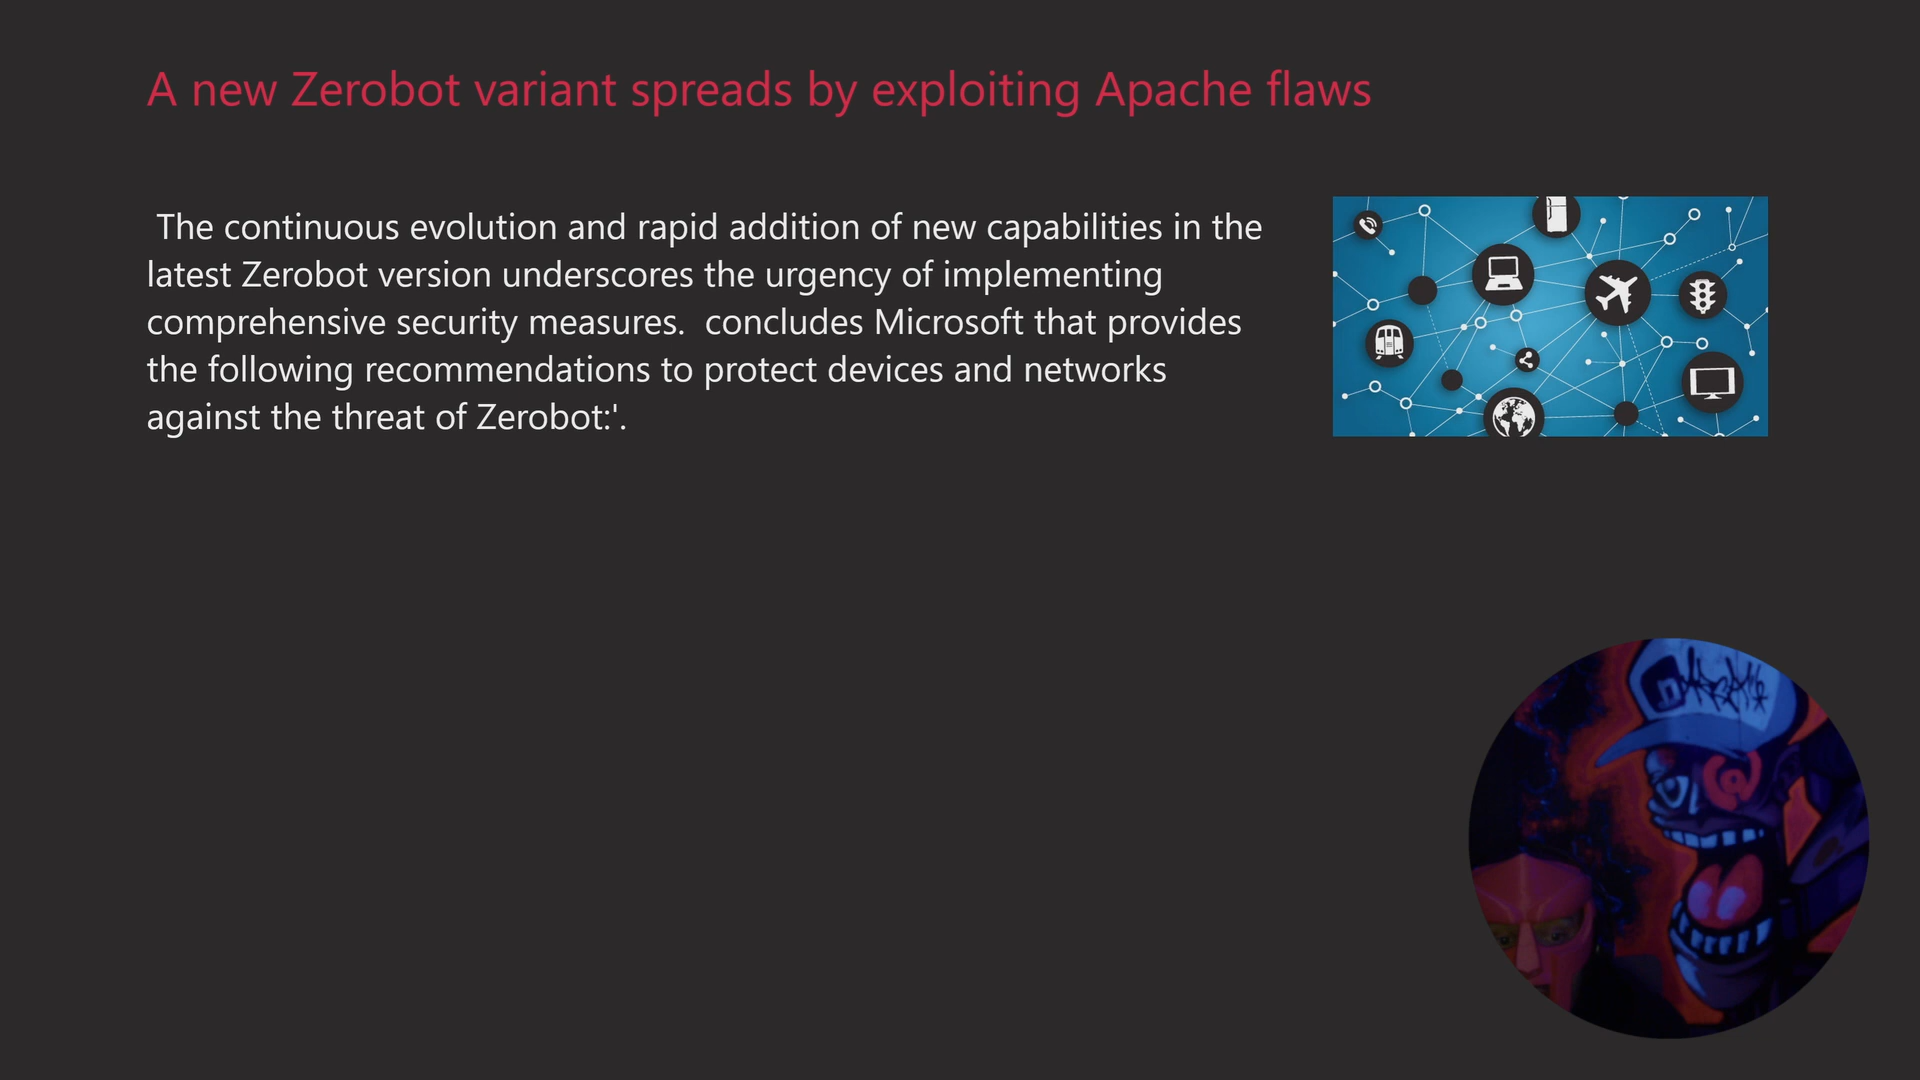 A new Zerobot variant spreads by exploiting Apache flaws
The continuous evolution and rapid addition of new capabilities in the
latest Zerobot version underscores the urgency of implementing
comprehensive security measures.  concludes Microsoft that provides
the following recommendations to protect devices and networks
against the threat of Zerobot:'.